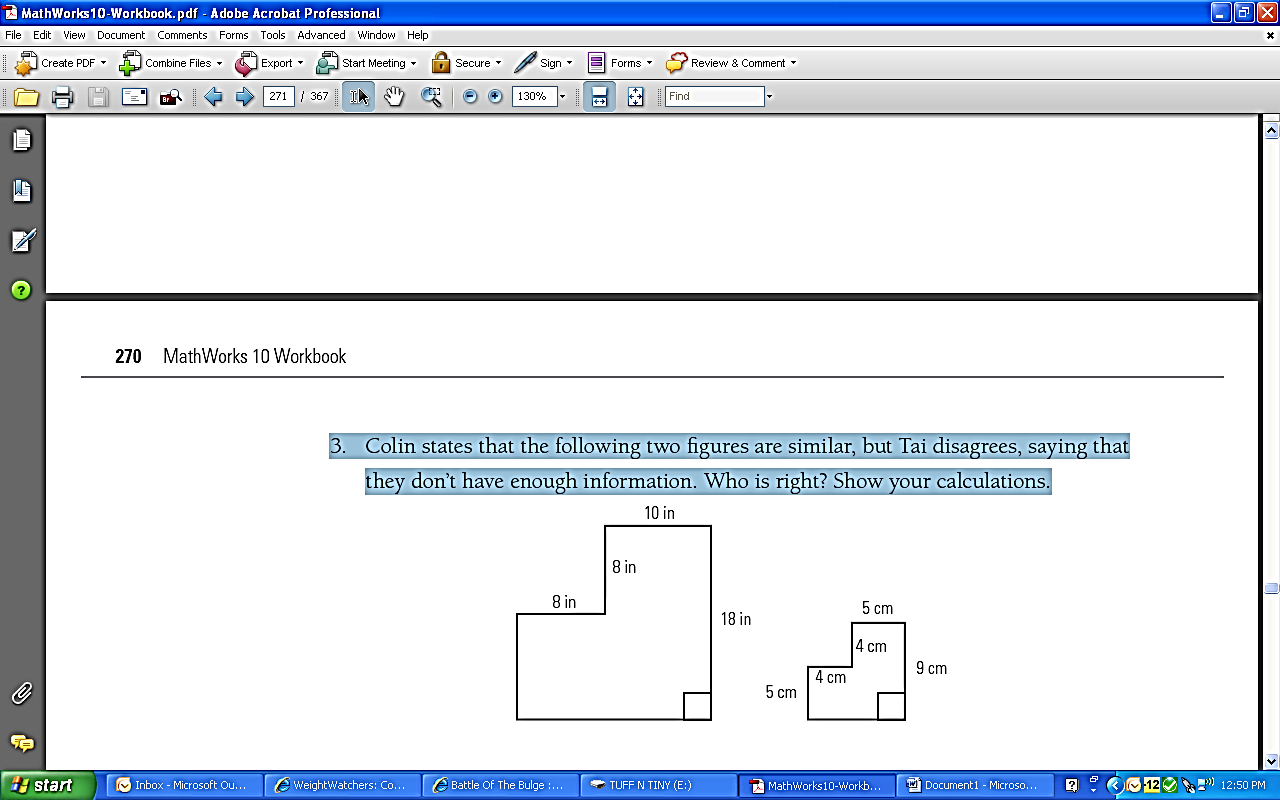 MathWorks10-Workbook.pdf - Adobe Acrobat Professional
File Edit View Document Comments Forms Tools Advanced Window Help
Create PDF Combine Files Export Start Meeting Secure Sign Forms Review & Comment
271 / 367 130% Find
270 MathWorks 10 Workbook
3. Colin states that the following two figures are similar, but Tai disagrees, saying that
they don't have enough information. Who is right? Show your calculations.
10 in
8 in
8 in
18 in
5 cm
4 cm
4 cm
9 cm
5 cm
start Inbox - Microsoft Ou... WeightWatchers: Co... Battle Of The Bulge :... TUFF N TINY (E:) MathWorks10-Workb... Document1 - Microso... 12 12:50 PM